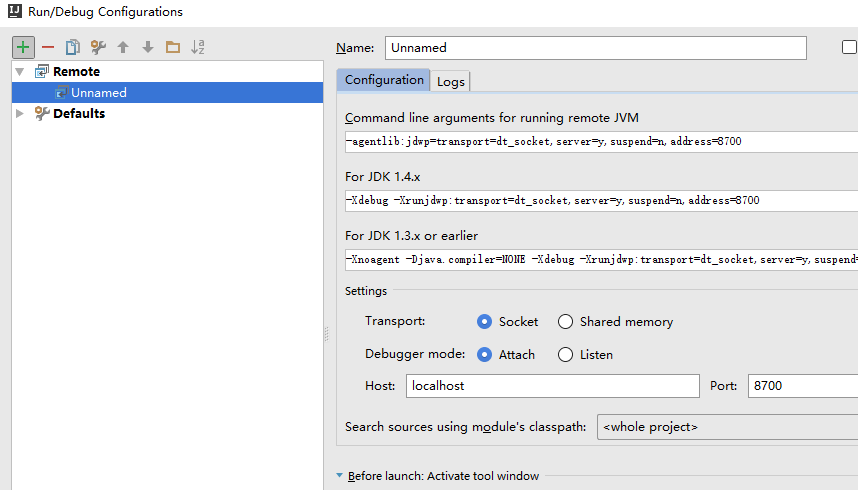 Run/Debug Configurations
Name: Unnamed
Remote
Unnamed
Defaults
Configuration Logs
Command line arguments for running remote JVM
-agentlib:jdwp=transport=dt_socket,server=y,suspend=n,address=8700
For JDK 1.4.x
-Xdebug -Xrunjdwp:transport=dt_socket,server=y,suspend=n,address=8700
For JDK 1.3.x or earlier
-Xnoagent -Djava.compiler=NONE -Xdebug -Xrunjdwp:transport=dt_socket,server=y,suspend=
Settings
Transport: Socket Shared memory
Debugger mode: Attach Listen
Host: localhost Port: 8700
Search sources using module's classpath: <whole project>
Before launch: Activate tool window